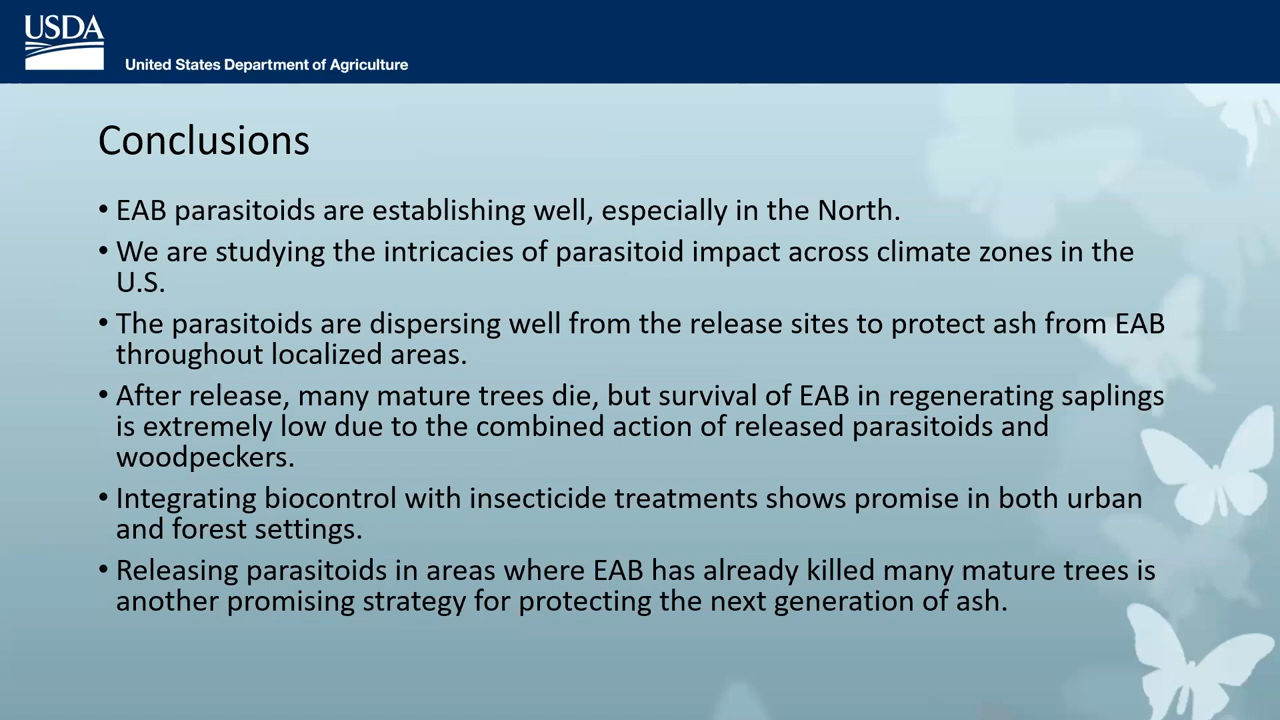 USDA
United States Department of Agriculture
Conclusions
• EAB parasitoids are establishing well, especially in the North.
• We are studying the intricacies of parasitoid impact across climate zones in the
U.S.
• The parasitoids are dispersing well from the release sites to protect ash from EAB
throughout localized areas.
• After release, many mature trees die, but survival of EAB in regenerating saplings
is extremely low due to the combined action of released parasitoids and
woodpeckers.
• Integrating biocontrol with insecticide treatments shows promise in both urban
and forest settings.
• Releasing parasitoids in areas where EAB has already killed many mature trees is
another promising strategy for protecting the next generation of ash.